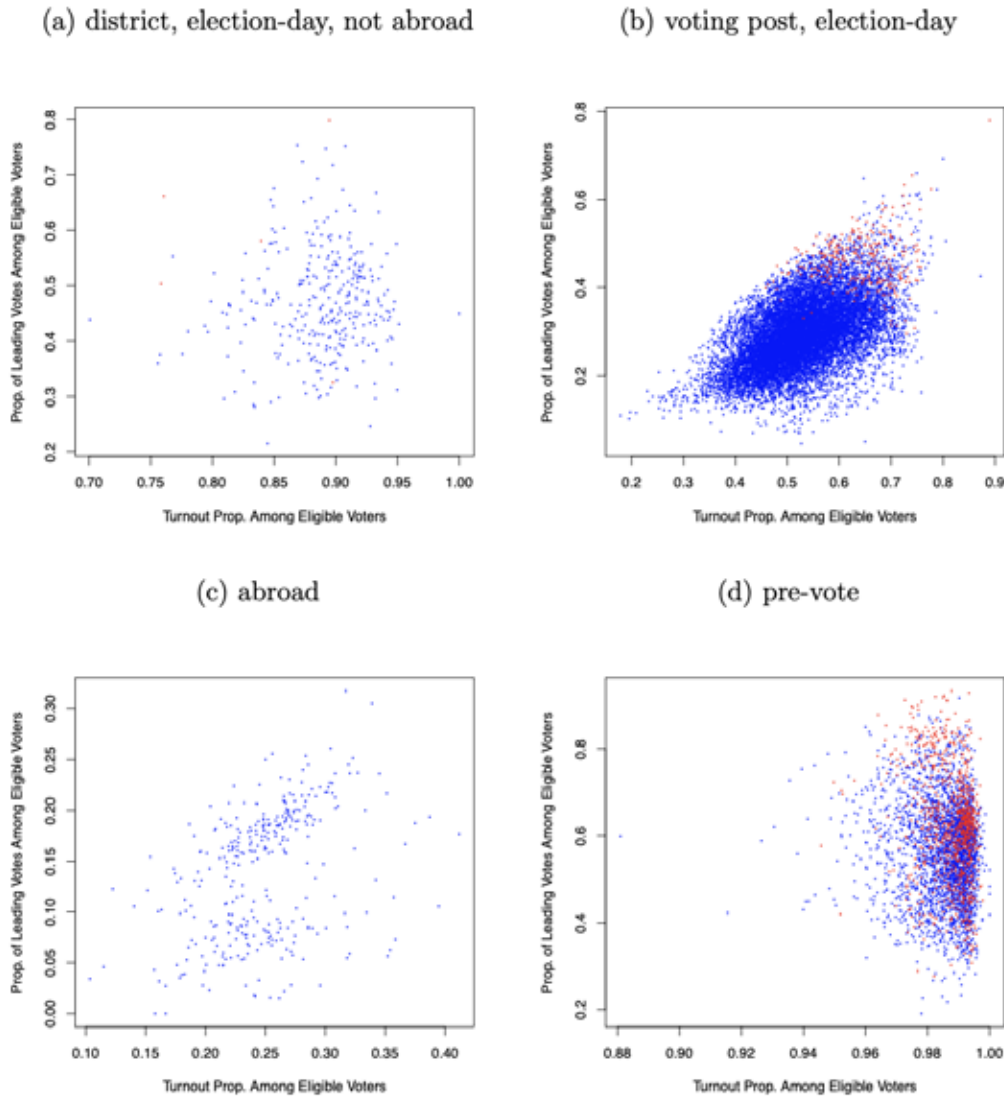 (a) district, election-day, not abroad
(b) voting post, election-day
Prop. of Leading Votes Among Eligible Voters
0.8
0.7
0.6
0.5
0.4
0.3
0.2
0.70 0.75 0.80 0.85 0.90 0.95 1.00
Turnout Prop. Among Eligible Voters
Prop. of Leading Votes Among Eligible Voters
0.8
0.6
0.4
0.2
0.2 0.3 0.4 0.5 0.6 0.7 0.8 0.9
Turnout Prop. Among Eligible Voters
(c) abroad
(d) pre-vote
Prop. of Leading Votes Among Eligible Voters
0.30
0.25
0.20
0.15
0.10
0.05
0.00
0.10 0.15 0.20 0.25 0.30 0.35 0.40
Turnout Prop. Among Eligible Voters
Prop. of Leading Votes Among Eligible Voters
0.8
0.6
0.4
0.2
0.88 0.90 0.92 0.94 0.96 0.98 1.00
Turnout Prop. Among Eligible Voters